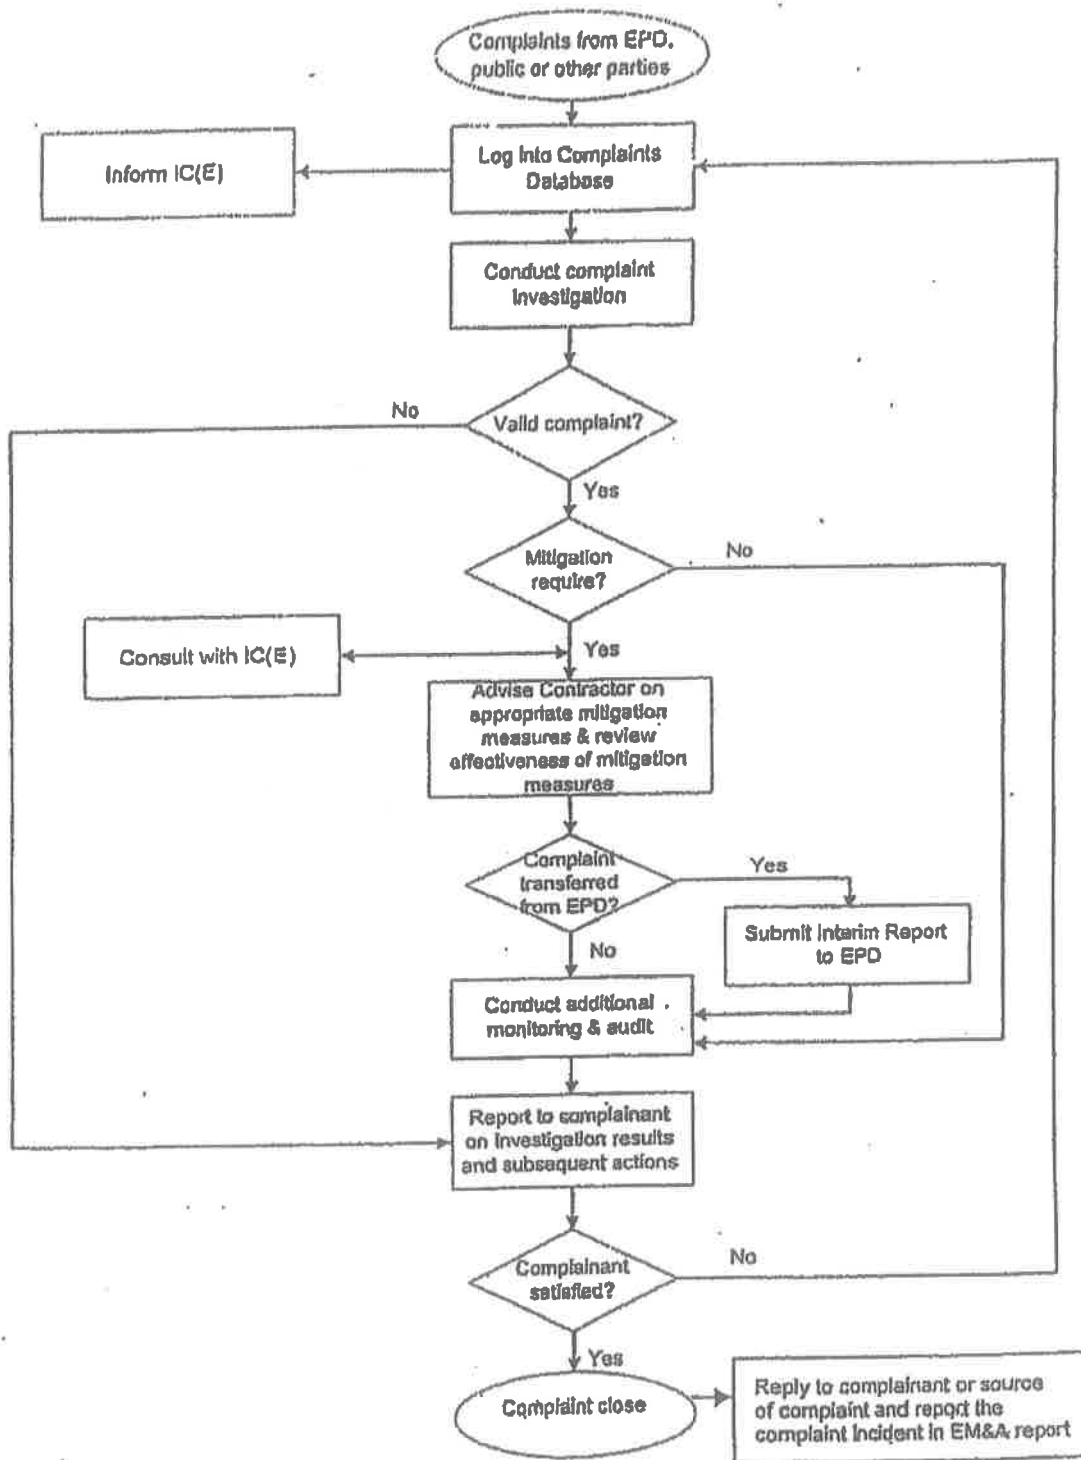 Complaints from EPD,
public or other parties
Log Into Complaints
Database
Inform IC(E)
Conduct complaint
Investigation
Valid complaint?
No
Yes
Mitigation
require?
No
Yes
Consult with IC(E)
Advise Contractor on
appropriate mitigation
measures & review
effectiveness of mitigation
measures
Complaint
transferred
from EPD?
Yes
No
Submit Interim Report
to EPD
Conduct additional
monitoring & audit
Report to complainant
on investigation results
and subsequent actions
Complainant
satisfied?
No
Yes
Complaint close
Reply to complainant or source
of complaint and report the
complaint incident in EM&A report